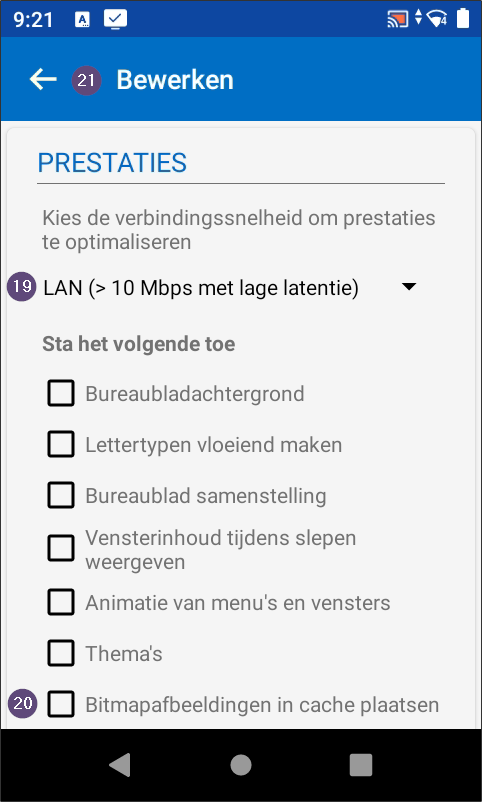 9:21 A 4
21 Bewerken
PRESTATIES
Kies de verbindingssnelheid om prestaties
te optimaliseren
19 LAN (> 10 Mbps met lage latentie)
Sta het volgende toe
Bureaubladachtergrond
Lettertypen vloeiend maken
Bureaublad samenstelling
Vensterinhoud tijdens slepen
weergeven
Animatie van menu's en vensters
Thema's
20 Bitmapafbeeldingen in cache plaatsen